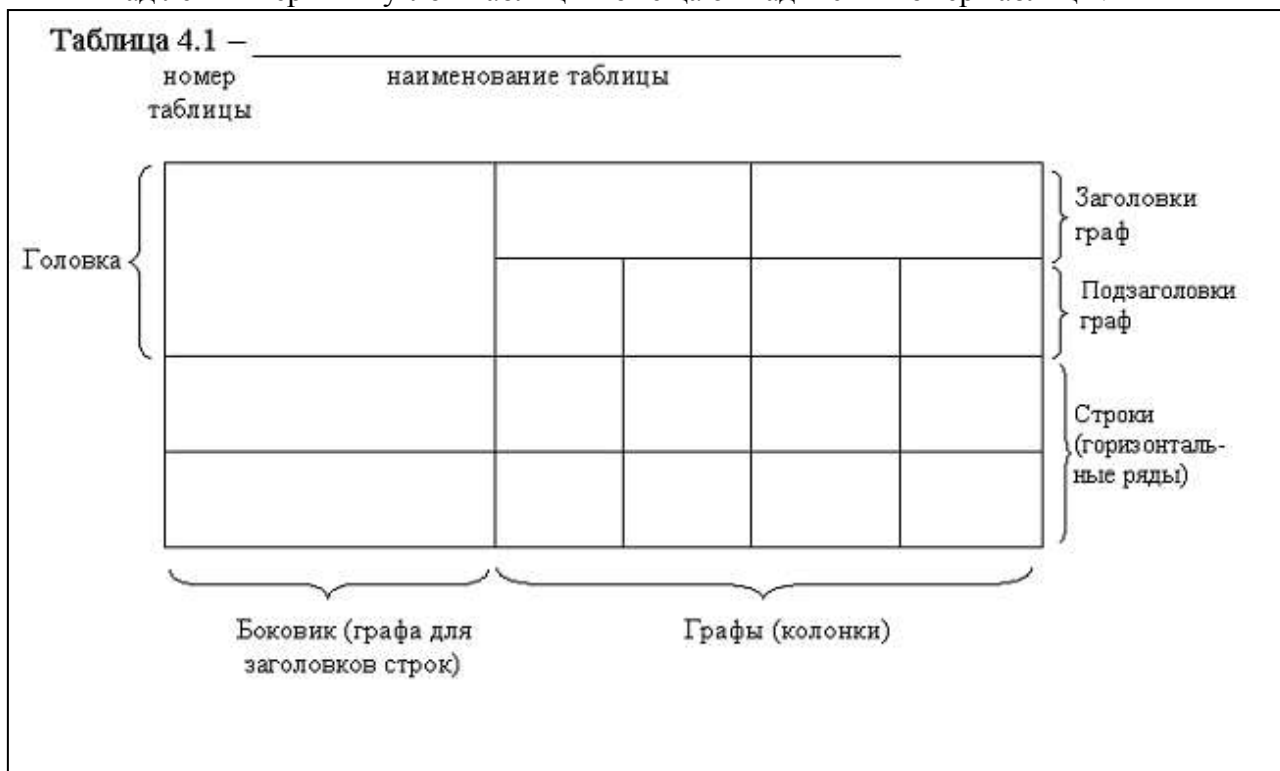 Таблица 4.1 –
номер
таблицы
наименование таблицы
Головка
Заголовки
граф
Подзаголовки
граф
Строки
(горизонталь-
ные ряды)
Боковик (графа для
заголовков строк)
Графы (колонки)